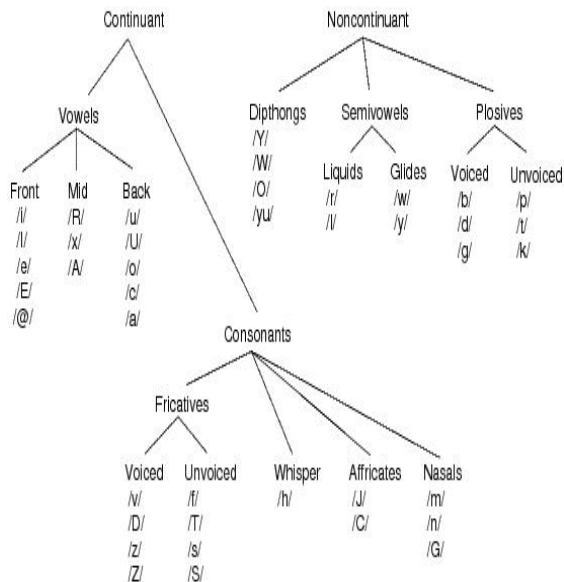 Continuant Noncontinuant
Vowels Dipthongs Semivowels Plosives
/Y/
/W/
/O/
/yu/
Liquids Glides Voiced Unvoiced
/r/ /w/ /b/ /p/
/l/ /y/ /d/ /t/
/g/ /k/
Front Mid Back
/i/ /R/ /u/
/I/ /x/ /U/
/e/ /A/ /o/
/E/ /c/
/@/ /a/
Consonants
Fricatives
Voiced Unvoiced Whisper Affricates Nasals
/v/ /f/ /h/ /J/ /m/
/D/ /T/ /C/ /n/
/z/ /s/ /G/
/Z/ /S/